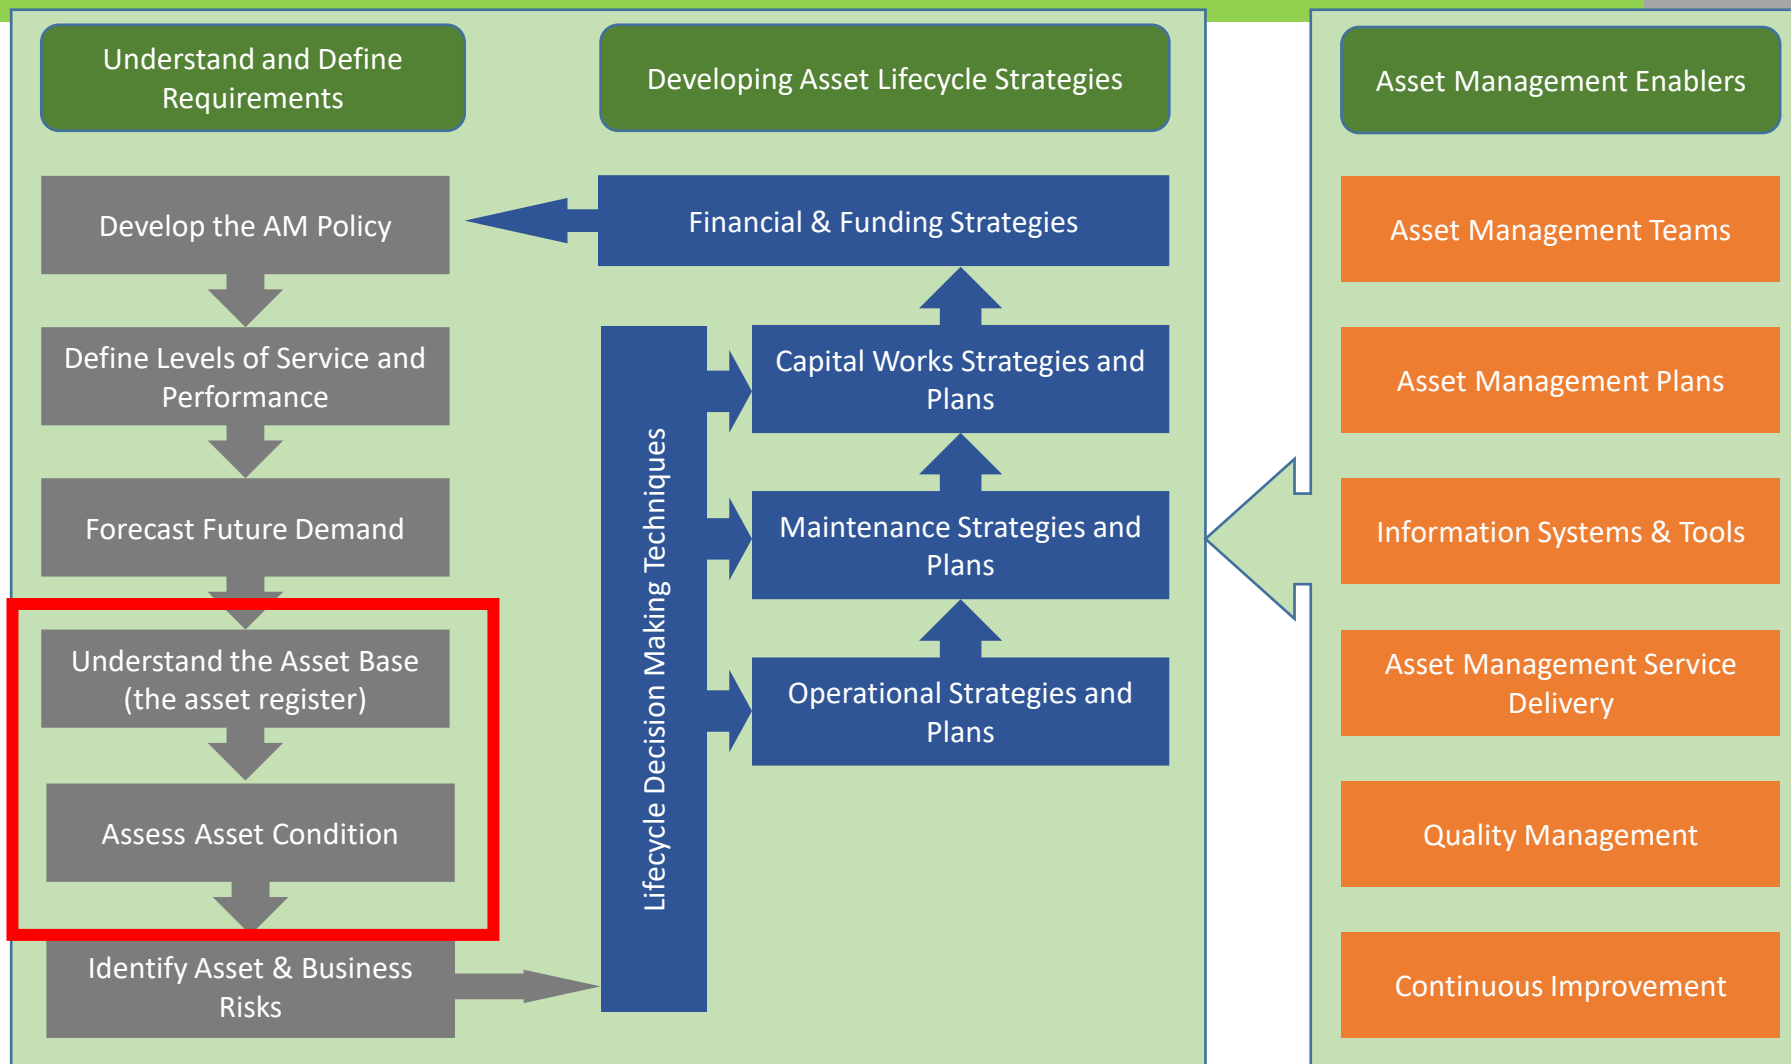 Understand and Define
Requirements
Developing Asset Lifecycle Strategies
Asset Management Enablers
Develop the AM Policy
Define Levels of Service and
Performance
Forecast Future Demand
Understand the Asset Base
(the asset register)
Assess Asset Condition
Identify Asset & Business
Risks
Lifecycle Decision Making Techniques
Financial & Funding Strategies
Capital Works Strategies and
Plans
Maintenance Strategies and
Plans
Operational Strategies and
Plans
Asset Management Teams
Asset Management Plans
Information Systems & Tools
Asset Management Service
Delivery
Quality Management
Continuous Improvement